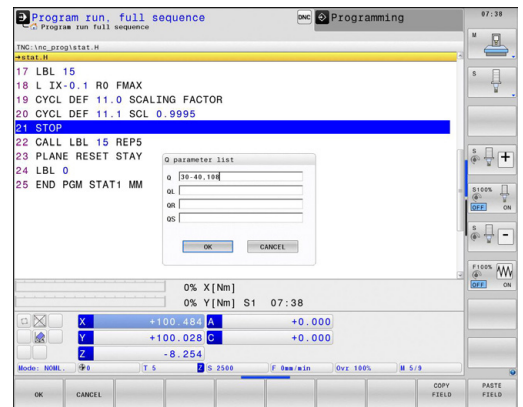 Program run, full sequence
Program run full sequence
DNC
Programming
07:38
TNC:\nc_prog\stat.H
→stat.H
17 LBL 15
18 L IX-0.1 R0 FMAX
19 CYCL DEF 11.0 SCALING FACTOR
20 CYCL DEF 11.1 SCL 0.9995
21 STOP
22 CALL LBL 15 REP5
23 PLANE RESET STAY
24 LBL 0
25 END PGM STAT1 MM
Q parameter list
Q 30-40,108
QL
QR
QS
OK CANCEL
M
S
S
S100%
OFF ON
S
F100%
OFF ON
0% X[Nm]
0% Y[Nm] S1 07:38
X +100.484 A +0.000
Y +100.028 C +0.000
Z -8.254
Mode: NOML. 0 T 5 Z S 2500 F 0mm/min Ovr 100% M 5/9
OK CANCEL COPY FIELD PASTE FIELD